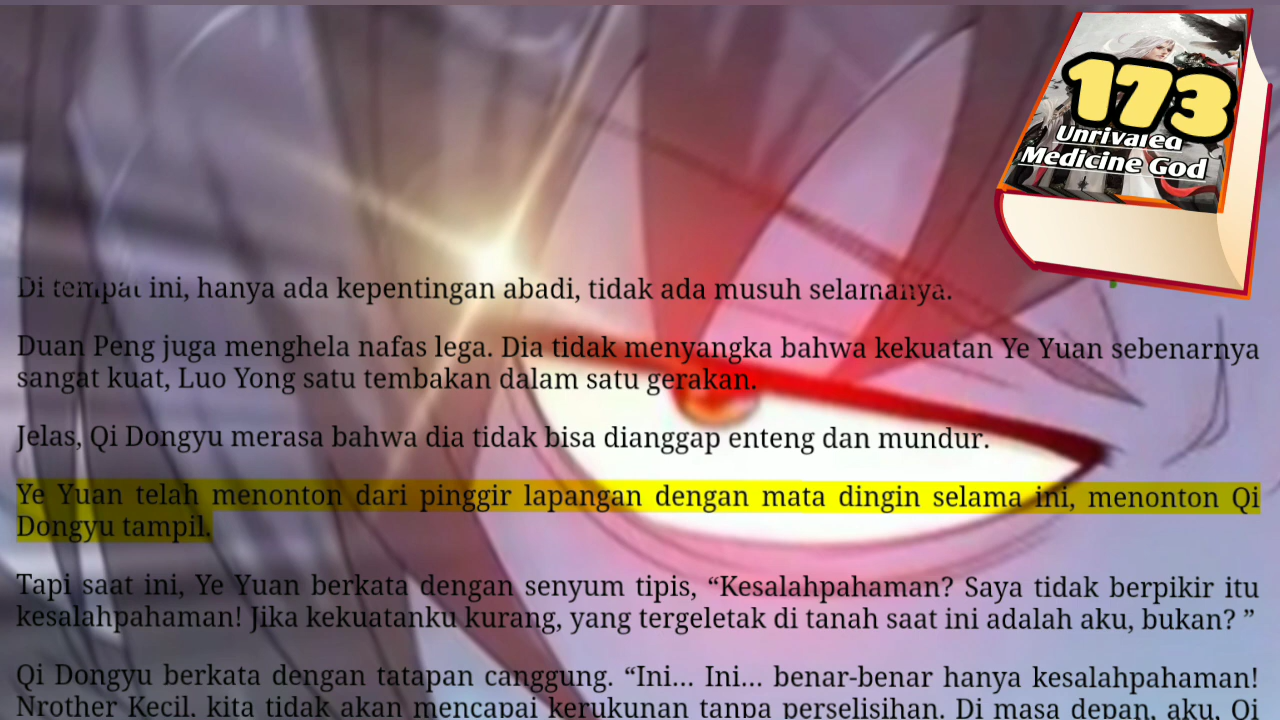 173
Unrivaled
Medicine God
Di tempat ini, hanya ada kepentingan abadi, tidak ada musuh selamanya.
Duan Peng juga menghela nafas lega. Dia tidak menyangka bahwa kekuatan Ye Yuan sebenarnya
sangat kuat, Luo Yong satu tembakan dalam satu gerakan.
Jelas, Qi Dongyu merasa bahwa dia tidak bisa dianggap enteng dan mundur.
Ye Yuan telah menonton dari pinggir lapangan dengan mata dingin selama ini, menonton Qi
Dongyu tampil.
Tapi saat ini, Ye Yuan berkata dengan senyum tipis, “Kesalahpahaman? Saya tidak berpikir itu
kesalahpahaman! Jika kekuatanku kurang, yang tergeletak di tanah saat ini adalah aku, bukan? ”
Qi Dongyu berkata dengan tatapan canggung. “Ini… Ini… benar-benar hanya kesalahpahaman!
Nrother Kecil, kita tidak akan mencapai kerukunan tanpa perselisihan. Di masa depan, aku, Qi